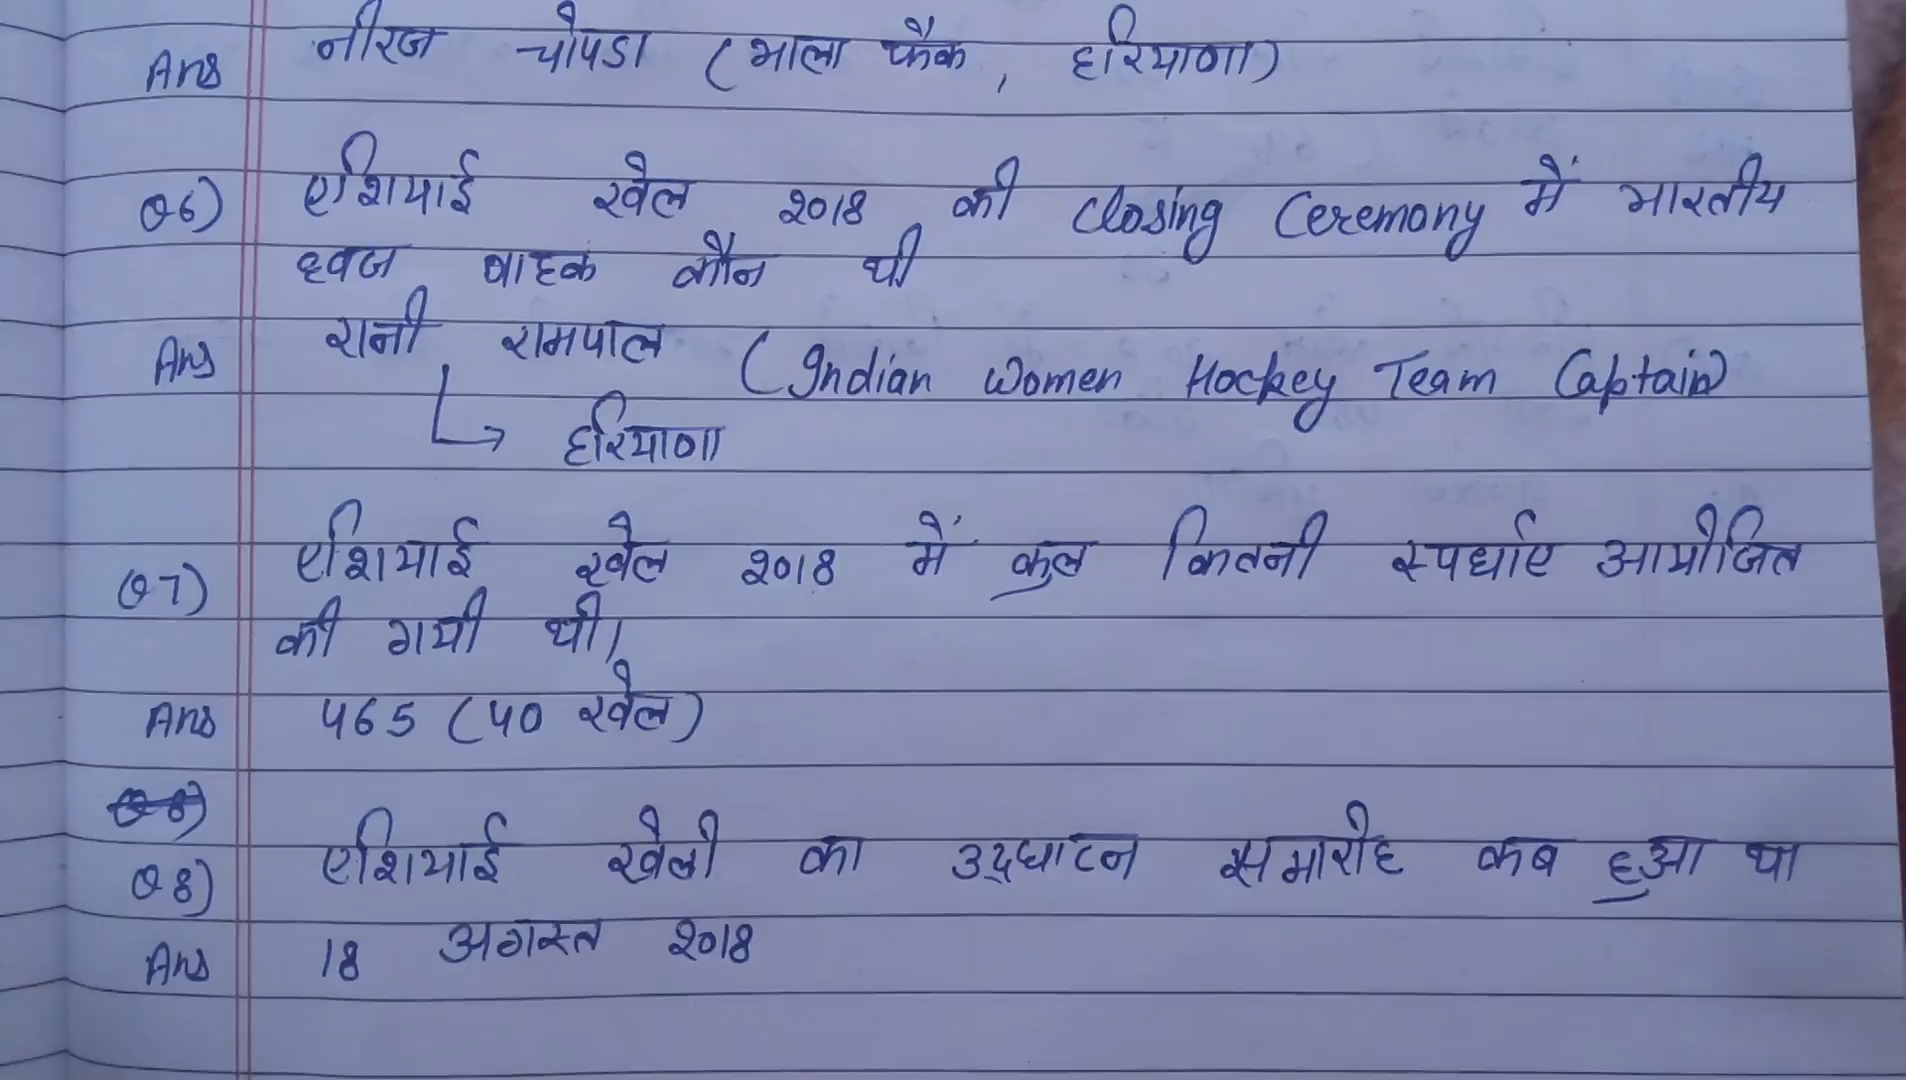 Ans नीरज चोपडा (भाला फैंक, हरियाणा)
Q6) एशियाई खेल 2018 की Closing Ceremony में भारतीय
ध्वज वाहक कौन थी
Ans रानी रामपाल (Indian Women Hockey Team Captain)
↳ हरियाणा
Q7) एशियाई खेल 2018 में कुल कितनी स्पर्धाए आयोजित
की गयी थी।
Ans 465 (40 खेल)
Q8)
Q8) एशियाई खेलो का उद्घाटन समारोह कब हुआ था
Ans 18 अगस्त 2018